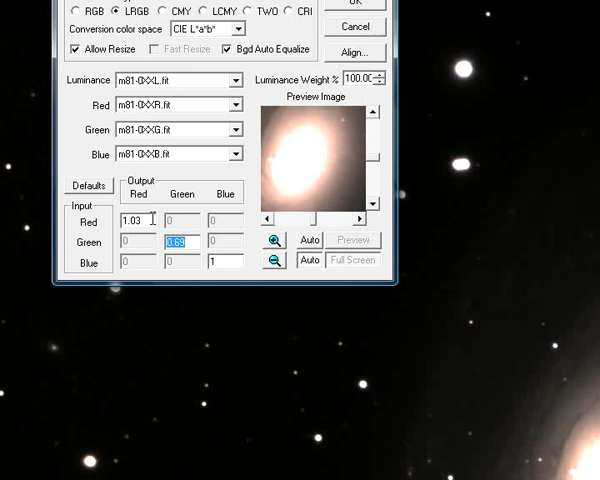 RGB LRGB CMY LCMY TWO CRI
Conversion color space CIE L*a*b*
Allow Resize Fast Resize Bgd Auto Equalize
Cancel
Align...
Luminance m81-0XXL.fit
Luminance Weight %
Red m81-0XXR.fit
Preview Image
Green m81-0XXG.fit
Blue m81-0XXB.fit
Defaults
Output
Red Green Blue
Input
Red 1.03 0 0
Green 0 0.69 0
Blue 0 0 1
Auto Preview
Auto Full Screen